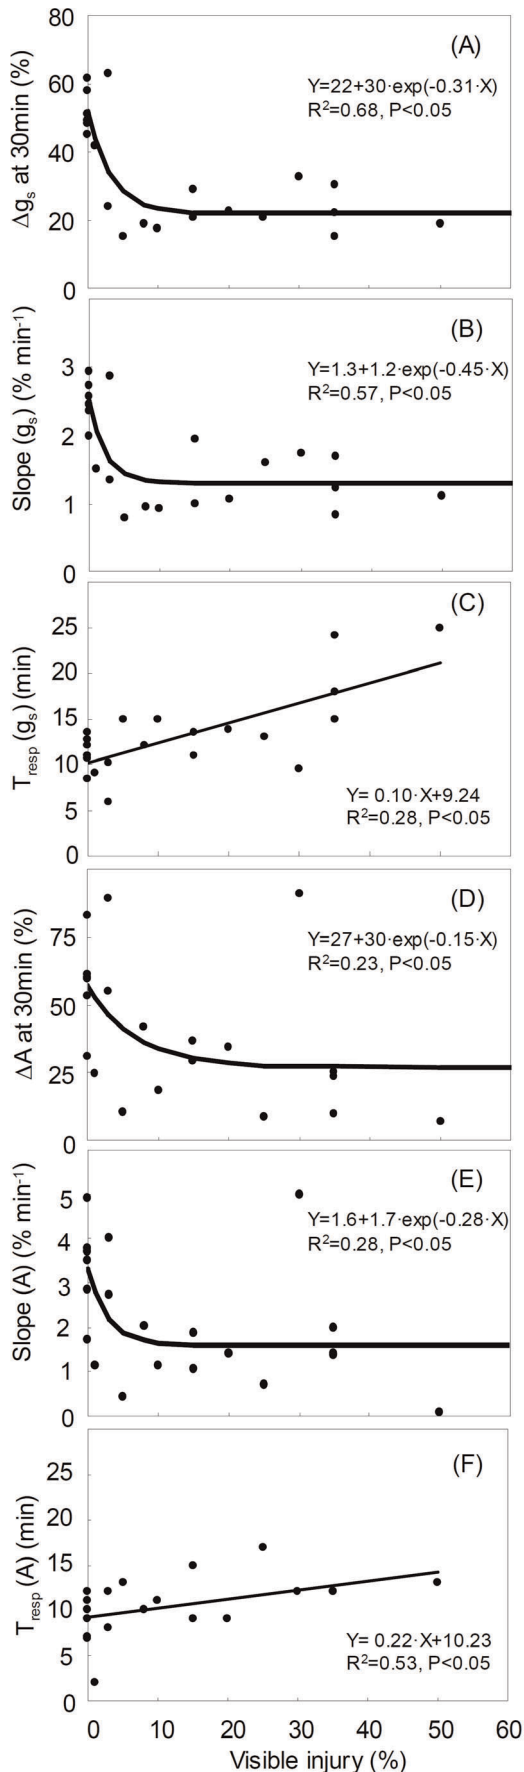 (A)
Y=22+30·exp(-0.31·X)
R²=0.68, P<0.05
Δgₛ at 30min (%)
80
60
40
20
0
(B)
Y=1.3+1.2·exp(-0.45·X)
R²=0.57, P<0.05
Slope (gₛ) (% min⁻¹)
3
2
1
0
(C)
Y= 0.10·X+9.24
R²=0.28, P<0.05
Tresp (gₛ) (min)
25
20
15
10
5
0
(D)
Y=27+30·exp(-0.15·X)
R²=0.23, P<0.05
ΔA at 30min (%)
75
50
25
0
(E)
Y=1.6+1.7·exp(-0.28·X)
R²=0.28, P<0.05
Slope (A) (% min⁻¹)
5
4
3
2
1
0
(F)
Y= 0.22·X+10.23
R²=0.53, P<0.05
Tresp (A) (min)
25
20
15
10
5
0
0 10 20 30 40 50 60
Visible injury (%)